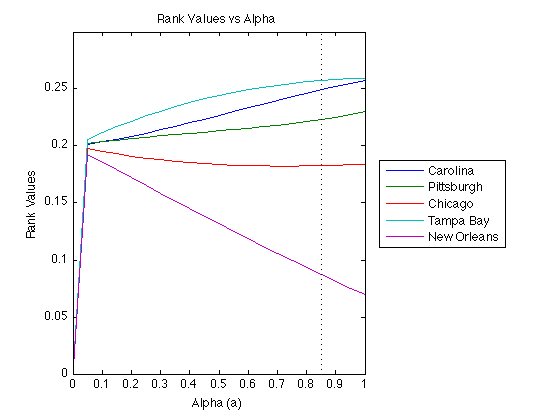 Rank Values vs Alpha
0.25
0.2
0.15
0.1
0.05
0
Rank Values
0 0.1 0.2 0.3 0.4 0.5 0.6 0.7 0.8 0.9 1
Alpha (a)
Carolina
Pittsburgh
Chicago
Tampa Bay
New Orleans